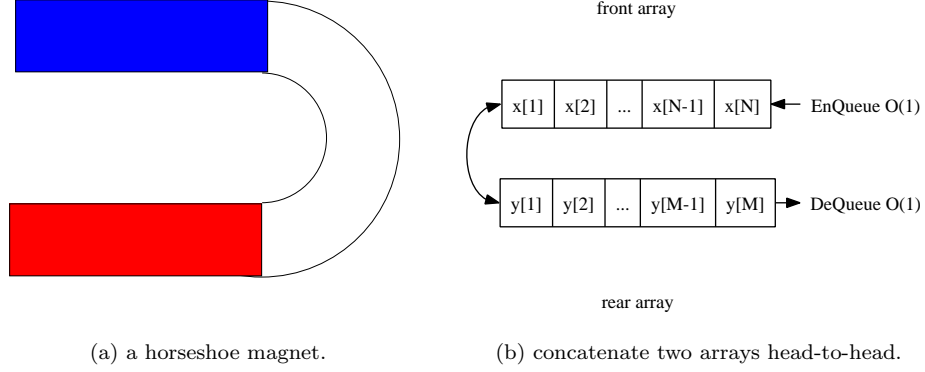 front array
x[1] x[2] ... x[N-1] x[N] EnQueue O(1)
y[1] y[2] ... y[M-1] y[M] DeQueue O(1)
rear array
(a) a horseshoe magnet.
(b) concatenate two arrays head-to-head.